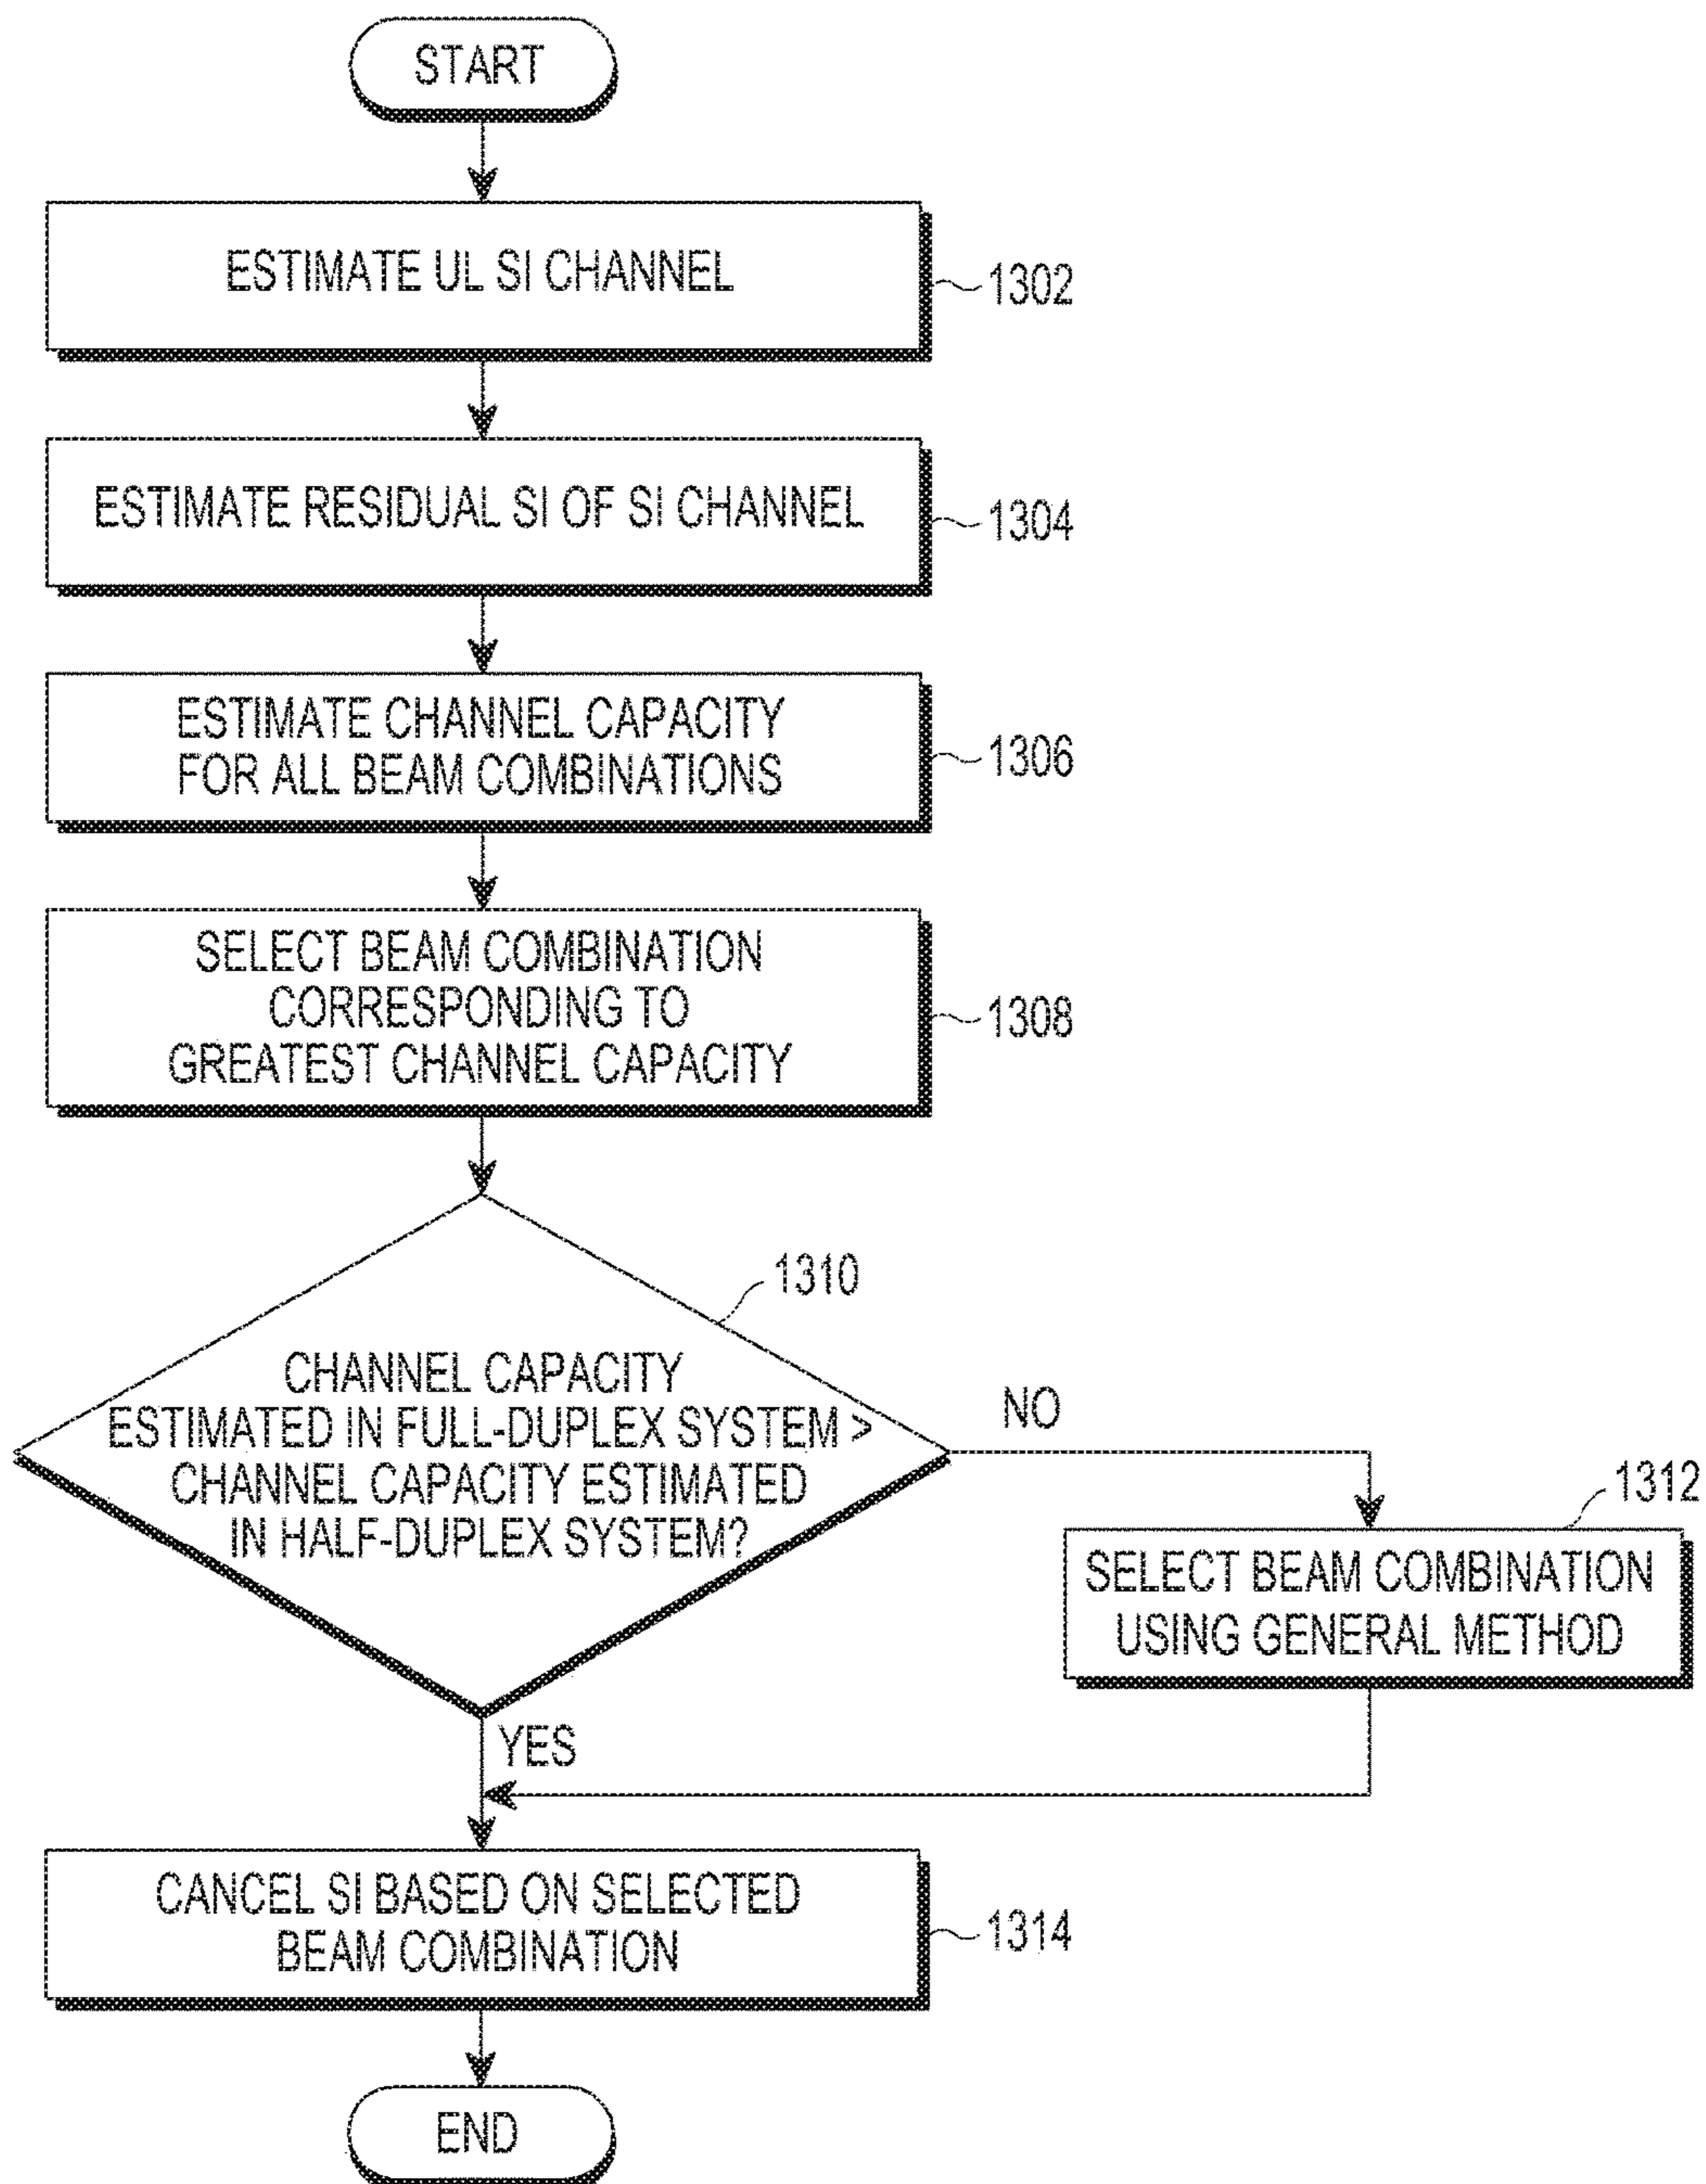 START
ESTIMATE UL SI CHANNEL
1302
ESTIMATE RESIDUAL SI OF SI CHANNEL
1304
ESTIMATE CHANNEL CAPACITY
FOR ALL BEAM COMBINATIONS
1306
SELECT BEAM COMBINATION
CORRESPONDING TO
GREATEST CHANNEL CAPACITY
1308
1310
CHANNEL CAPACITY
ESTIMATED IN FULL-DUPLEX SYSTEM >
CHANNEL CAPACITY ESTIMATED
IN HALF-DUPLEX SYSTEM?
NO
1312
SELECT BEAM COMBINATION
USING GENERAL METHOD
YES
CANCEL SI BASED ON SELECTED
BEAM COMBINATION
1314
END